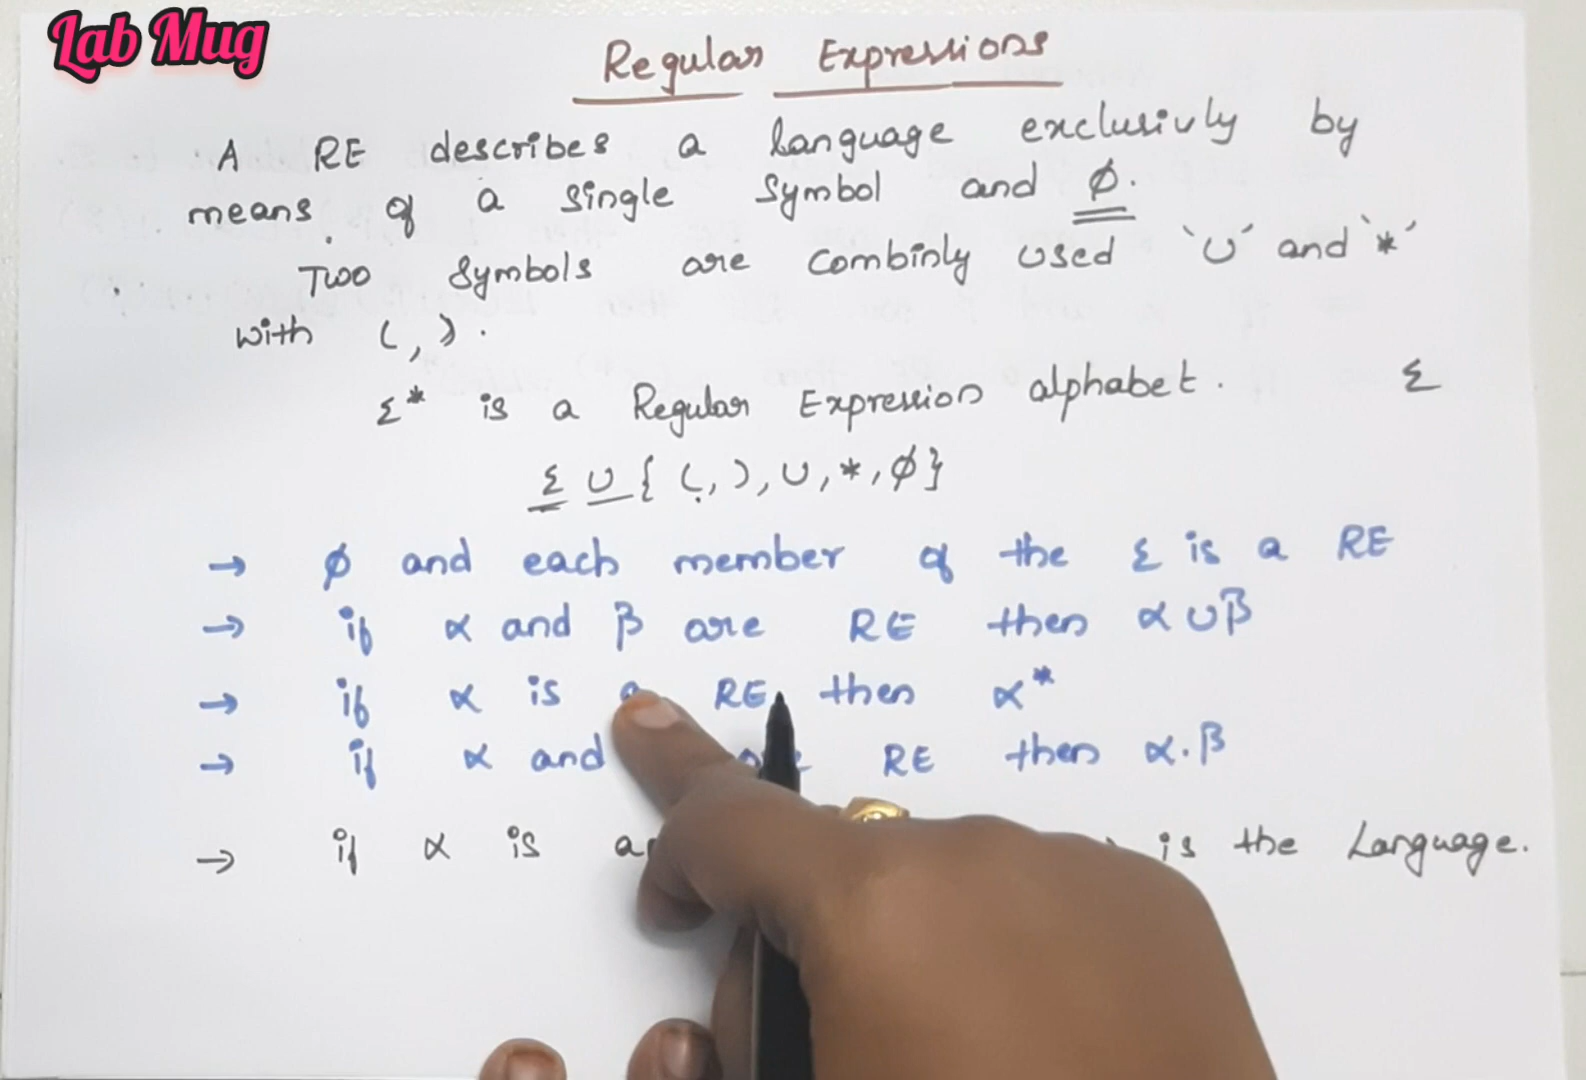 Lab Mug
Regular Expressions
A RE describes a language exclusivly by
means of a single symbol and ϕ.
Two symbols are combinly used 'U' and '*'
with (,).
Σ* is a Regular Expression alphabet. Σ
Σ U { (, ), U, *, ϕ}
→ ϕ and each member of the Σ is a RE
→ if α and β are RE then α U β
→ if α is a RE then α*
→ if α and are RE then α.β
→ if α is is the Language.